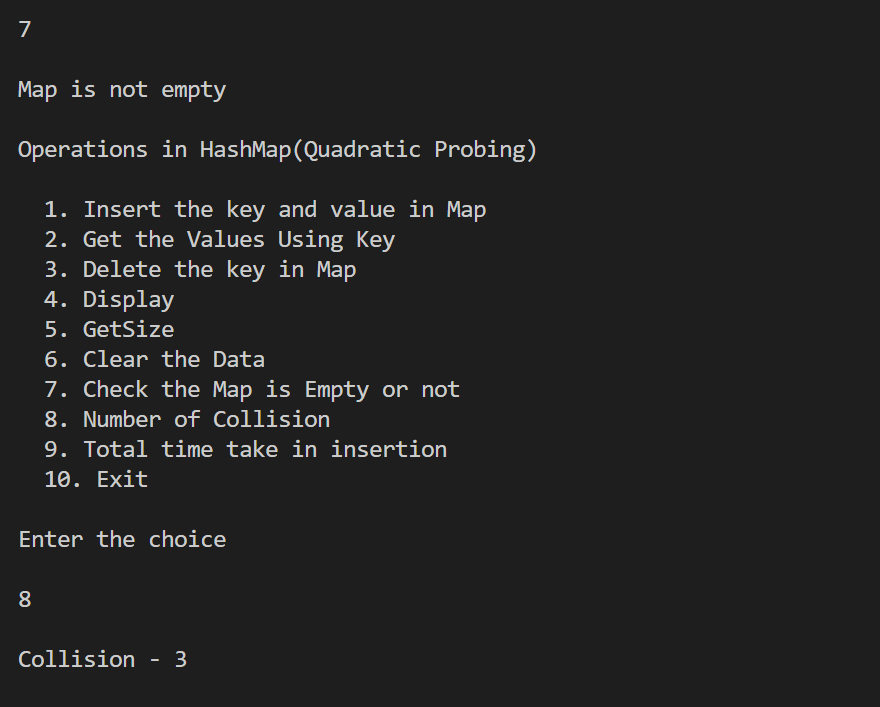 7
Map is not empty
Operations in HashMap(Quadratic Probing)
1. Insert the key and value in Map
2. Get the Values Using Key
3. Delete the key in Map
4. Display
5. GetSize
6. Clear the Data
7. Check the Map is Empty or not
8. Number of Collision
9. Total time take in insertion
10. Exit
Enter the choice
8
Collision - 3